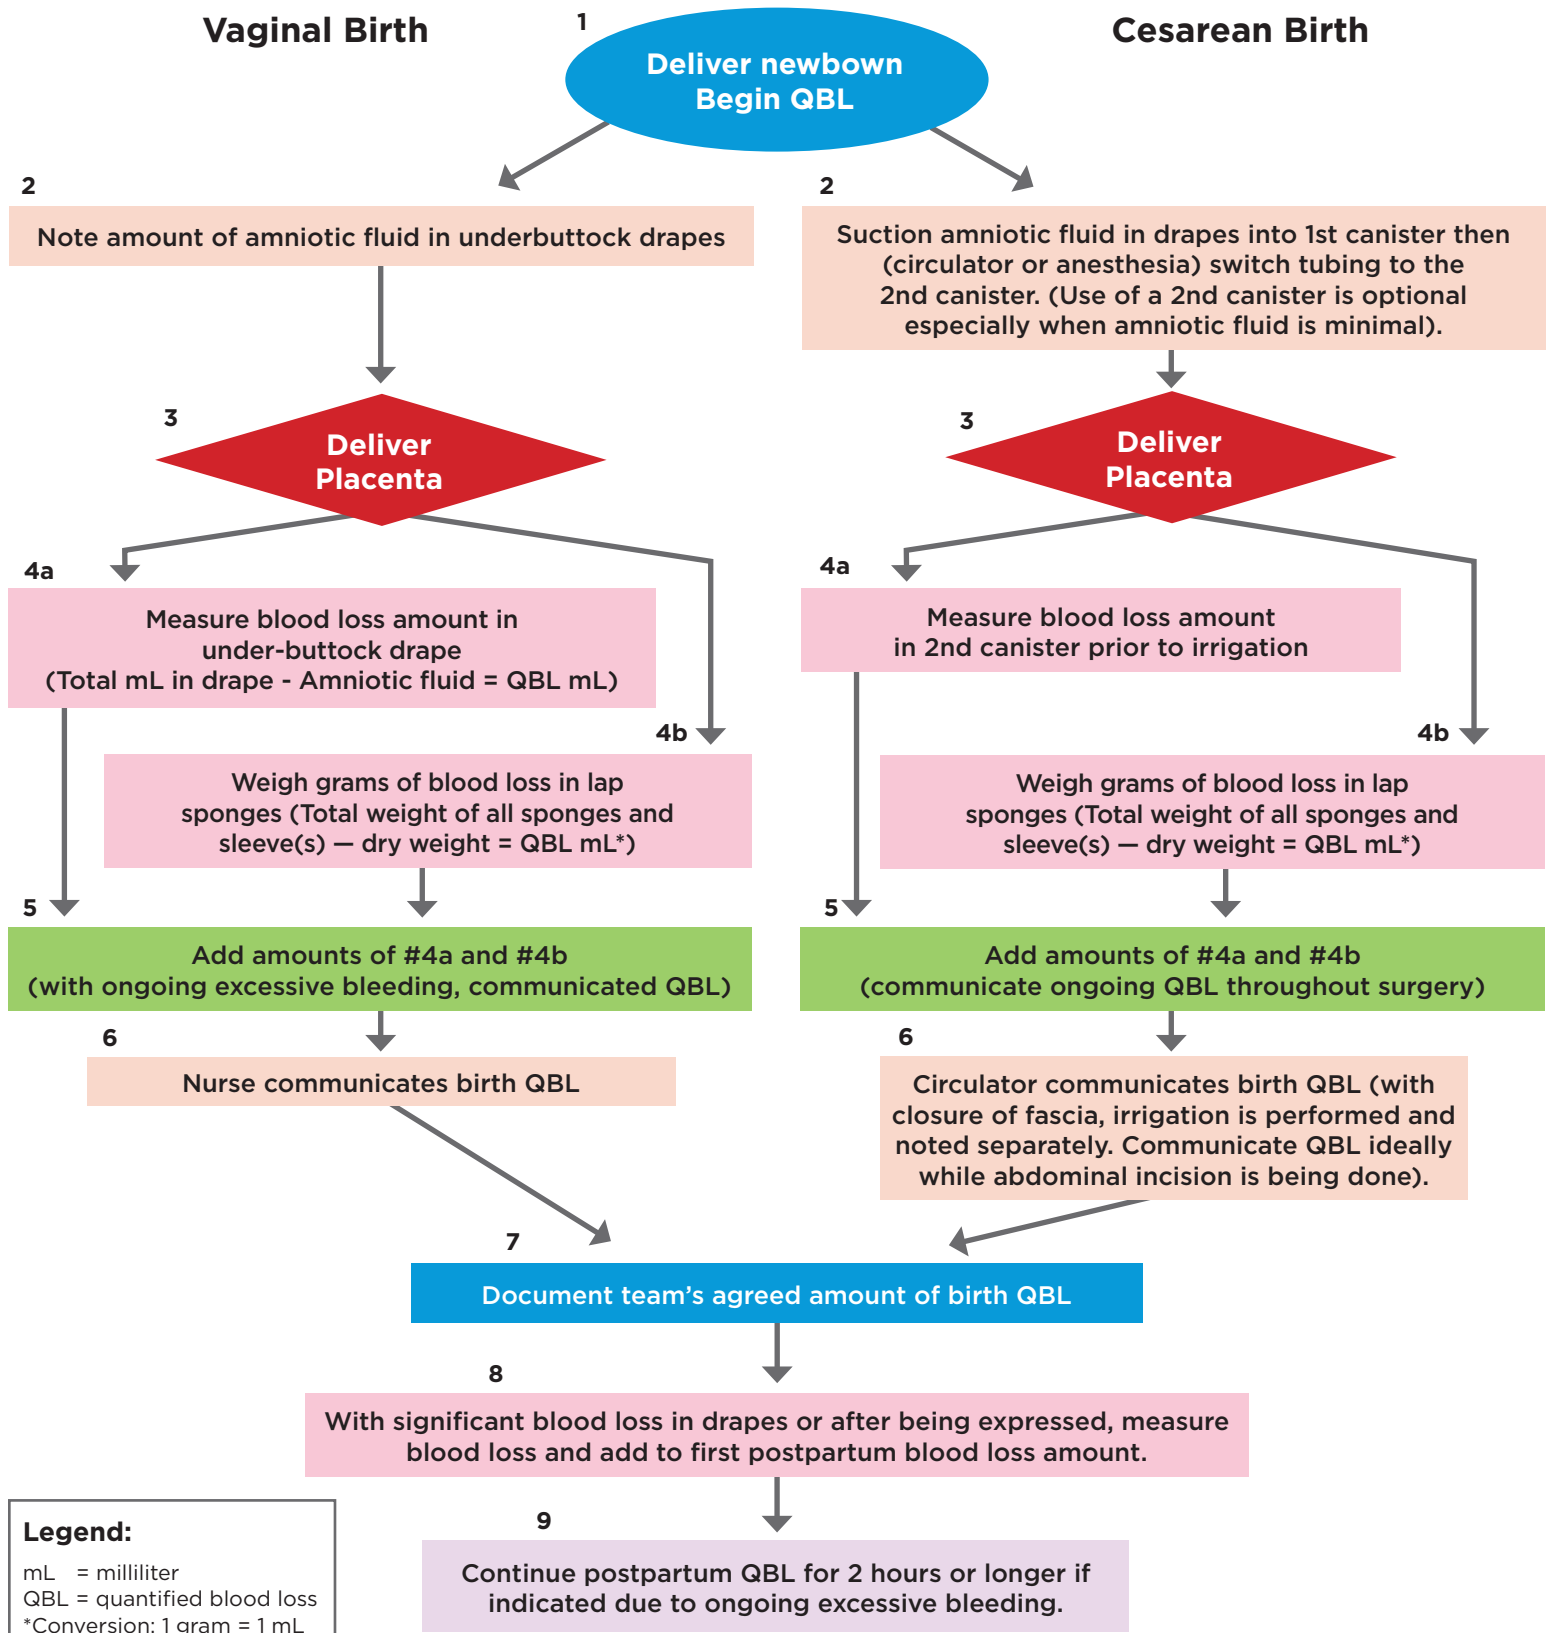 Vaginal Birth
Cesarean Birth
1
Deliver newbown
Begin QBL
2
Note amount of amniotic fluid in underbuttock drapes
3
Deliver
Placenta
4a
Measure blood loss amount in
under-buttock drape
(Total mL in drape - Amniotic fluid = QBL mL)
4b
Weigh grams of blood loss in lap
sponges (Total weight of all sponges and
sleeve(s) — dry weight = QBL mL*)
5
Add amounts of #4a and #4b
(with ongoing excessive bleeding, communicated QBL)
6
Nurse communicates birth QBL
2
Suction amniotic fluid in drapes into 1st canister then
(circulator or anesthesia) switch tubing to the
2nd canister. (Use of a 2nd canister is optional
especially when amniotic fluid is minimal).
3
Deliver
Placenta
4a
Measure blood loss amount
in 2nd canister prior to irrigation
4b
Weigh grams of blood loss in lap
sponges (Total weight of all sponges and
sleeve(s) — dry weight = QBL mL*)
5
Add amounts of #4a and #4b
(communicate ongoing QBL throughout surgery)
6
Circulator communicates birth QBL (with
closure of fascia, irrigation is performed and
noted separately. Communicate QBL ideally
while abdominal incision is being done).
7
Document team’s agreed amount of birth QBL
8
With significant blood loss in drapes or after being expressed, measure
blood loss and add to first postpartum blood loss amount.
9
Continue postpartum QBL for 2 hours or longer if
indicated due to ongoing excessive bleeding.
Legend:
mL = milliliter
QBL = quantified blood loss
*Conversion: 1 gram = 1 mL